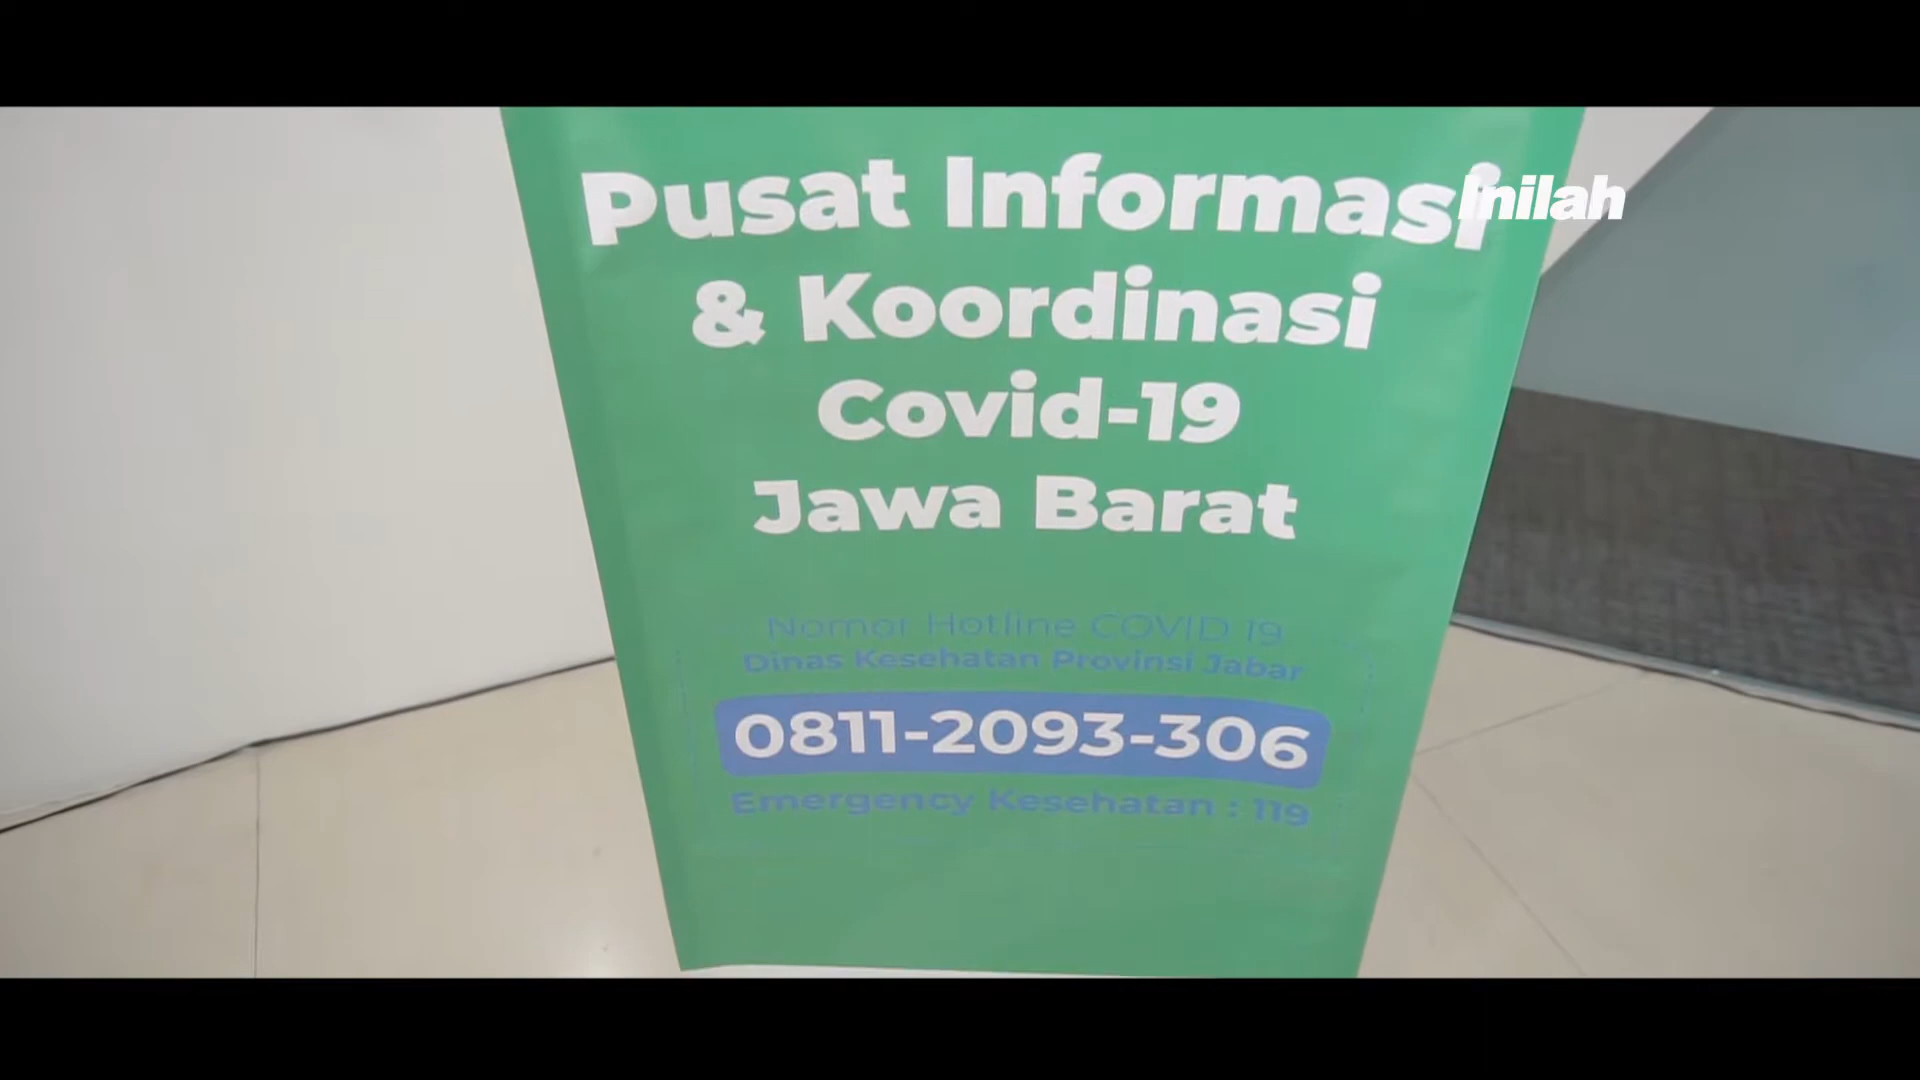 Pusat Informasi
Inilah
& Koordinasi
Covid-19
Jawa Barat
Nomor Hotline COVID 19
Dinas Kesehatan Provinsi Jabar
0811-2093-306
Emergency Kesehatan : 119